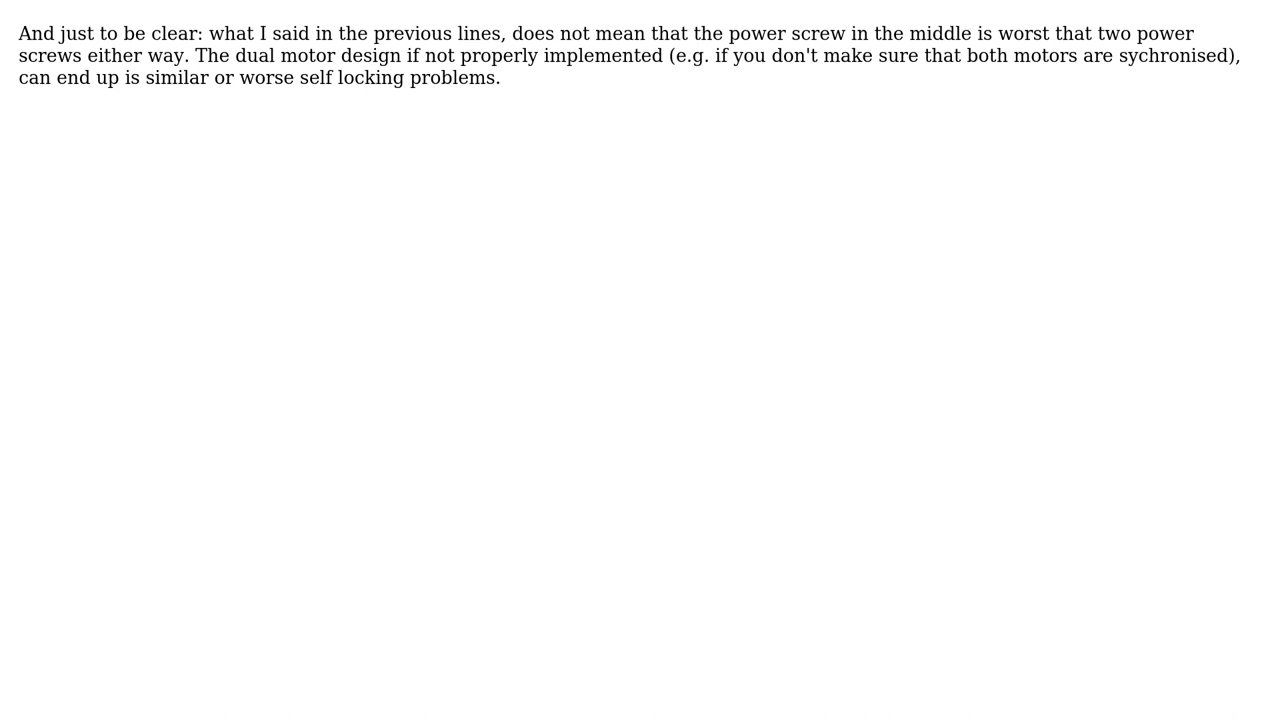 And just to be clear: what I said in the previous lines, does not mean that the power screw in the middle is worst that two power
screws either way. The dual motor design if not properly implemented (e.g. if you don't make sure that both motors are sychronised),
can end up is similar or worse self locking problems.